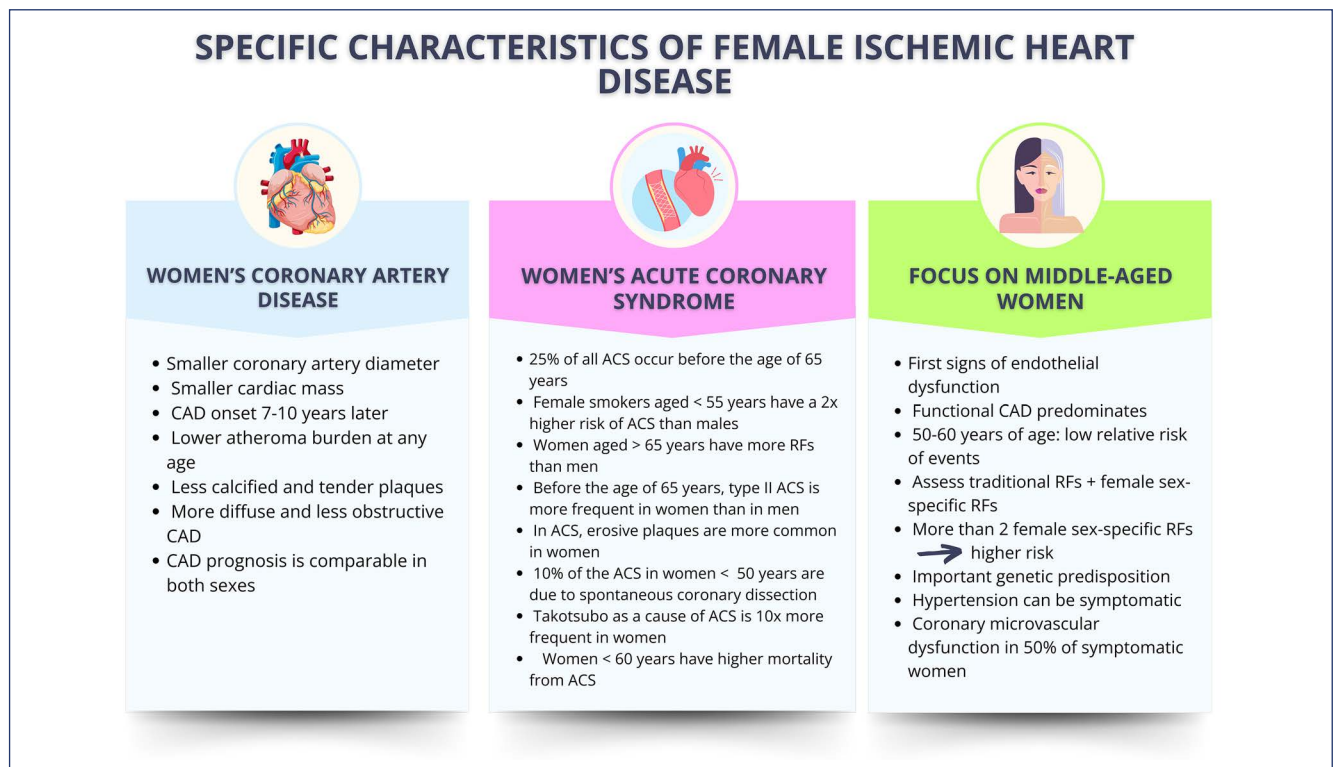 SPECIFIC CHARACTERISTICS OF FEMALE ISCHEMIC HEART
DISEASE
WOMEN'S CORONARY ARTERY
DISEASE
• Smaller coronary artery diameter
• Smaller cardiac mass
• CAD onset 7-10 years later
• Lower atheroma burden at any
age
• Less calcified and tender plaques
• More diffuse and less obstructive
CAD
• CAD prognosis is comparable in
both sexes
WOMEN'S ACUTE CORONARY
SYNDROME
• 25% of all ACS occur before the age of 65
years
• Female smokers aged < 55 years have a 2x
higher risk of ACS than males
• Women aged > 65 years have more RFs
than men
• Before the age of 65 years, type II ACS is
more frequent in women than in men
• In ACS, erosive plaques are more common
in women
• 10% of the ACS in women < 50 years are
due to spontaneous coronary dissection
• Takotsubo as a cause of ACS is 10x more
frequent in women
• Women < 60 years have higher mortality
from ACS
FOCUS ON MIDDLE-AGED
WOMEN
• First signs of endothelial
dysfunction
• Functional CAD predominates
• 50-60 years of age: low relative risk
of events
• Assess traditional RFs + female sex-
specific RFs
• More than 2 female sex-specific RFs
higher risk
• Important genetic predisposition
• Hypertension can be symptomatic
• Coronary microvascular
dysfunction in 50% of symptomatic
women